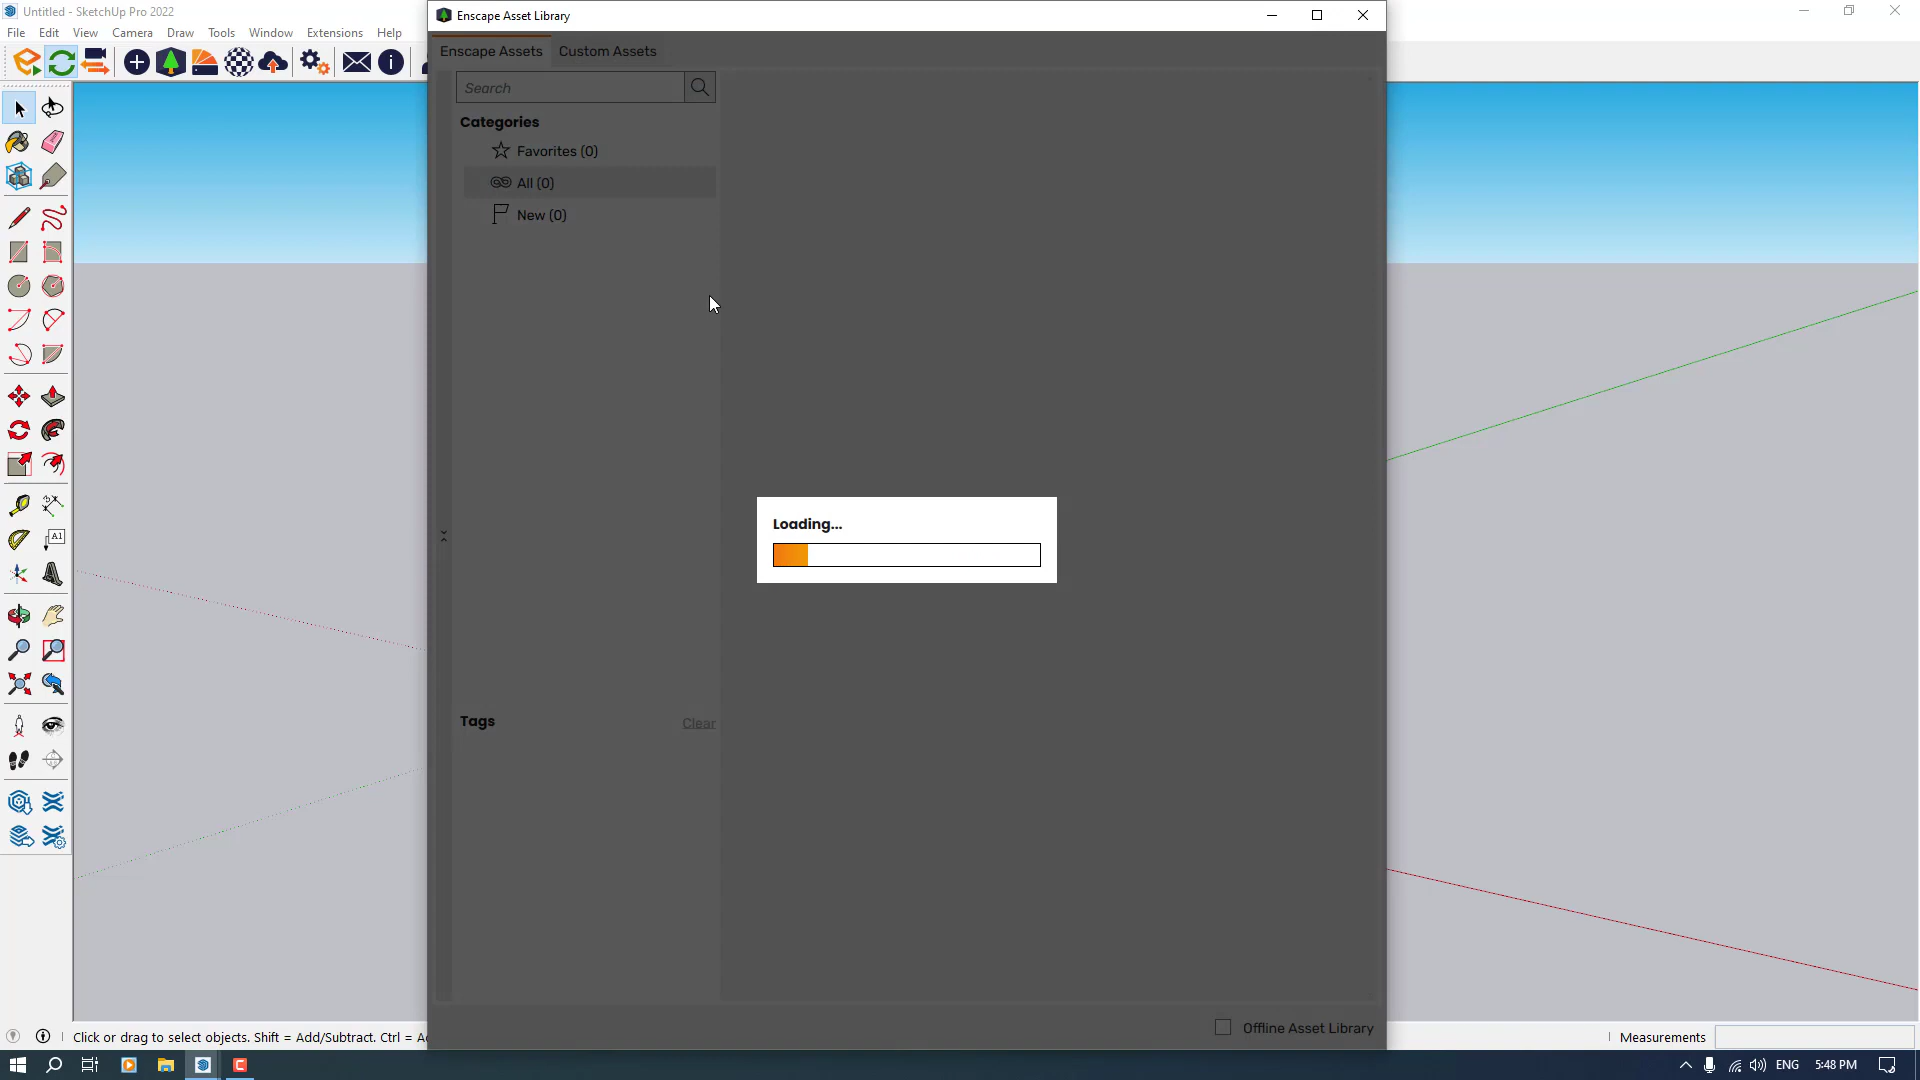 Untitled - SketchUp Pro 2022
Enscape Asset Library
File Edit View Camera Draw Tools Window Extensions Help
Enscape Assets Custom Assets
Search
Categories
Favorites (0)
All (0)
New (0)
Loading...
A1
Tags Clear
Offline Asset Library
Click or drag to select objects. Shift = Add/Subtract. Ctrl =
Measurements
ENG 5:48 PM